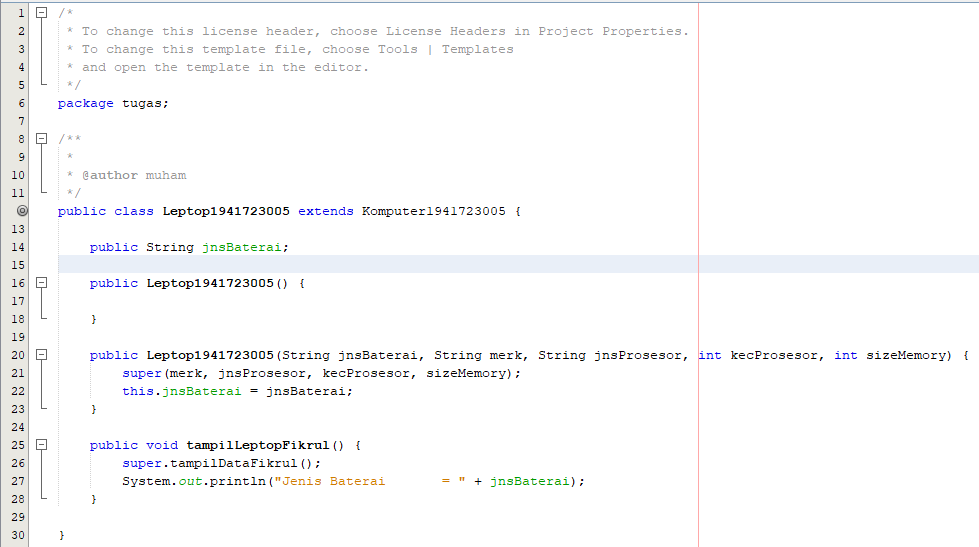 1 /*
2  * To change this license header, choose License Headers in Project Properties.
3  * To change this template file, choose Tools | Templates
4  * and open the template in the editor.
5  */
6 package tugas;
7
8 /**
9  *
10  * @author muham
11  */
public class Leptop1941723005 extends Komputer1941723005 {
13
14     public String jnsBaterai;
15
16     public Leptop1941723005() {
17
18     }
19
20     public Leptop1941723005(String jnsBaterai, String merk, String jnsProsesor, int kecProsesor, int sizeMemory) {
21         super(merk, jnsProsesor, kecProsesor, sizeMemory);
22         this.jnsBaterai = jnsBaterai;
23     }
24
25     public void tampilLeptopFikrul() {
26         super.tampilDataFikrul();
27         System.out.println("Jenis Baterai       = " + jnsBaterai);
28     }
29
30 }